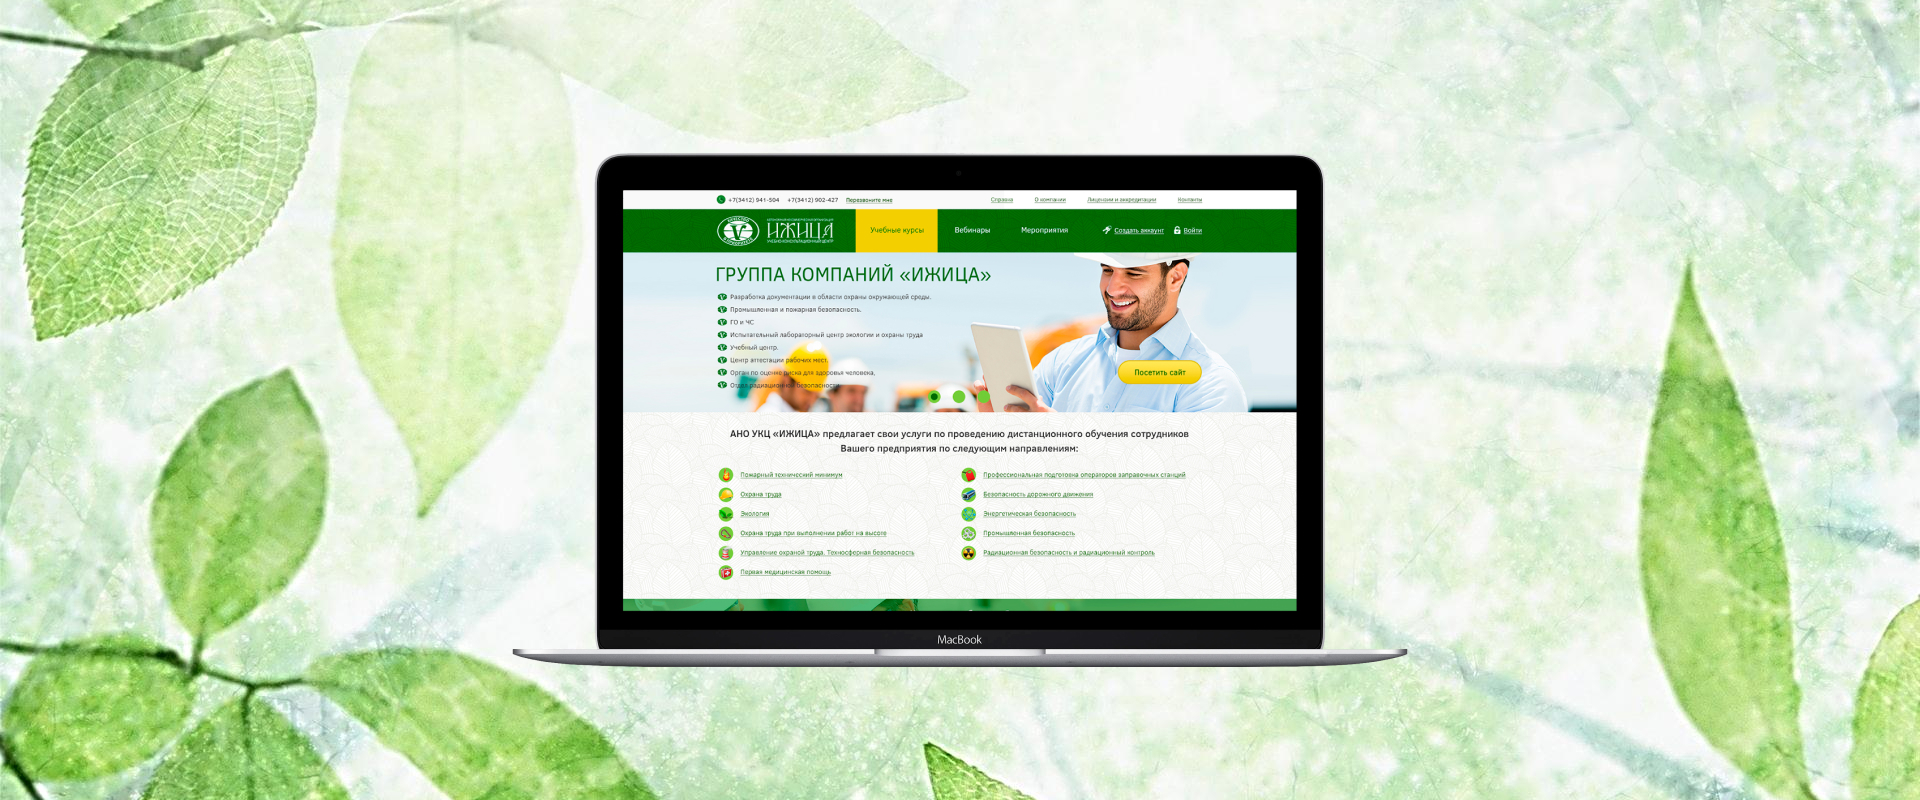 +7(3412) 941-504 +7(3412) 902-427 Перезвоните мне Справка О компании Лицензии и аккредитации Контакты
ИЖИЦА
УЧЕБНО-КОНСУЛЬТАЦИОННЫЙ ЦЕНТР
Учебные курсы Вебинары Мероприятия Создать аккаунт Войти
ГРУППА КОМПАНИЙ «ИЖИЦА»
Разработка документации в области охраны окружающей среды.
Промышленная и пожарная безопасность.
ГО и ЧС
Испытательный лабораторный центр экологии и охраны труда
Учебный центр.
Центр аттестации рабочих мест.
Орган по оценке риска для здоровья человека,
Отдел радиационной безопасности
Посетить сайт
АНО УКЦ «ИЖИЦА» предлагает свои услуги по проведению дистанционного обучения сотрудников
Вашего предприятия по следующим направлениям:
Пожарный технический минимум
Охрана труда
Экология
Охрана труда при выполнении работ на высоте
Управление охраной труда. Техносферная безопасность
Первая медицинская помощь
Профессиональная подготовка операторов заправочных станций
Безопасность дорожного движения
Энергетическая безопасность
Промышленная безопасность
Радиационная безопасность и радиационный контроль
MacBook